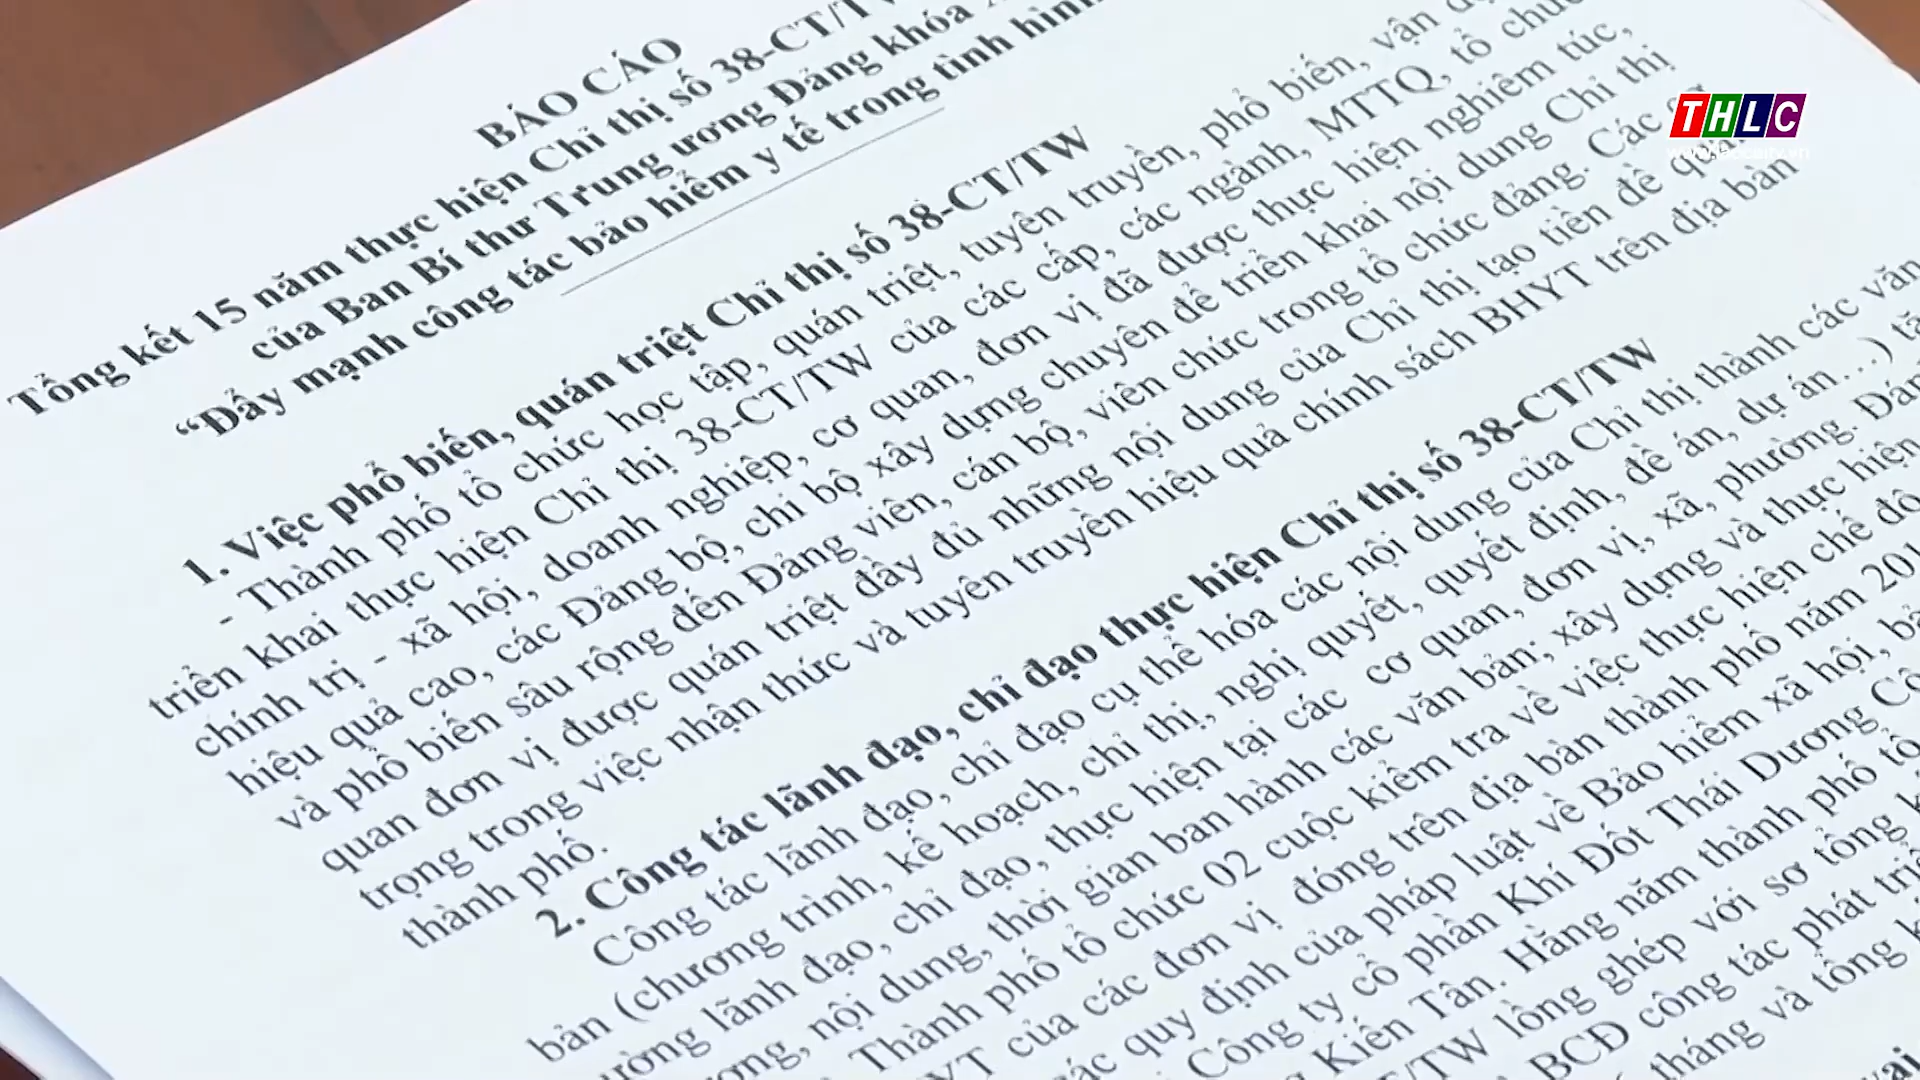 BÁO CÁO
Tổng kết 15 năm thực hiện Chỉ thị số 38-CT/TW
của Ban Bí thư Trung ương Đảng khóa
“Đẩy mạnh công tác bảo hiểm y tế trong tình hình
THLC
1. Việc phổ biến, quán triệt Chỉ thị số 38-CT/TW
- Thành phố tổ chức học tập, quán triệt, tuyên truyền, phổ biến, vận
triển khai thực hiện Chỉ thị 38-CT/TW của các cấp, các ngành, MTTQ, tổ chức
chính trị - xã hội, doanh nghiệp, cơ quan, đơn vị đã được thực hiện nghiêm túc,
hiệu quả cao, các Đảng bộ, chi bộ xây dựng chuyên đề triển khai nội dung Chỉ thị
và phổ biến sâu rộng đến Đảng viên, cán bộ, viên chức trong tổ chức đảng. Các cơ
quan đơn vị được quán triệt đầy đủ những nội dung của Chỉ thị tạo tiền đề
trọng trong việc nhận thức và tuyên truyền hiệu quả chính sách BHYT trên địa bàn
thành phố.
2. Công tác lãnh đạo, chỉ đạo thực hiện Chỉ thị số 38-CT/TW
Công tác lãnh đạo, chỉ đạo cụ thể hóa các nội dung của Chỉ thị thành các văn
bản (chương trình, kế hoạch, chỉ thị, nghị quyết, quyết định, đề án, dự án…)
lãnh đạo, chỉ đạo, thực hiện tại các cơ quan, đơn vị, xã, phường.
nội dung, thời gian ban hành các văn bản; xây dựng và thực hiện
Thành phố tổ chức 02 cuộc kiểm tra về việc thực hiện chế độ
của các đơn vị đóng trên địa bàn thành phố năm
quy định của pháp luật về Bảo hiểm xã hội,
Công ty cổ phần Khí Đốt Thái Dương
Kiến Tân. Hằng năm thành phố tổ
lồng ghép với sơ tổng
BCĐ công tác phát
tháng và tổng